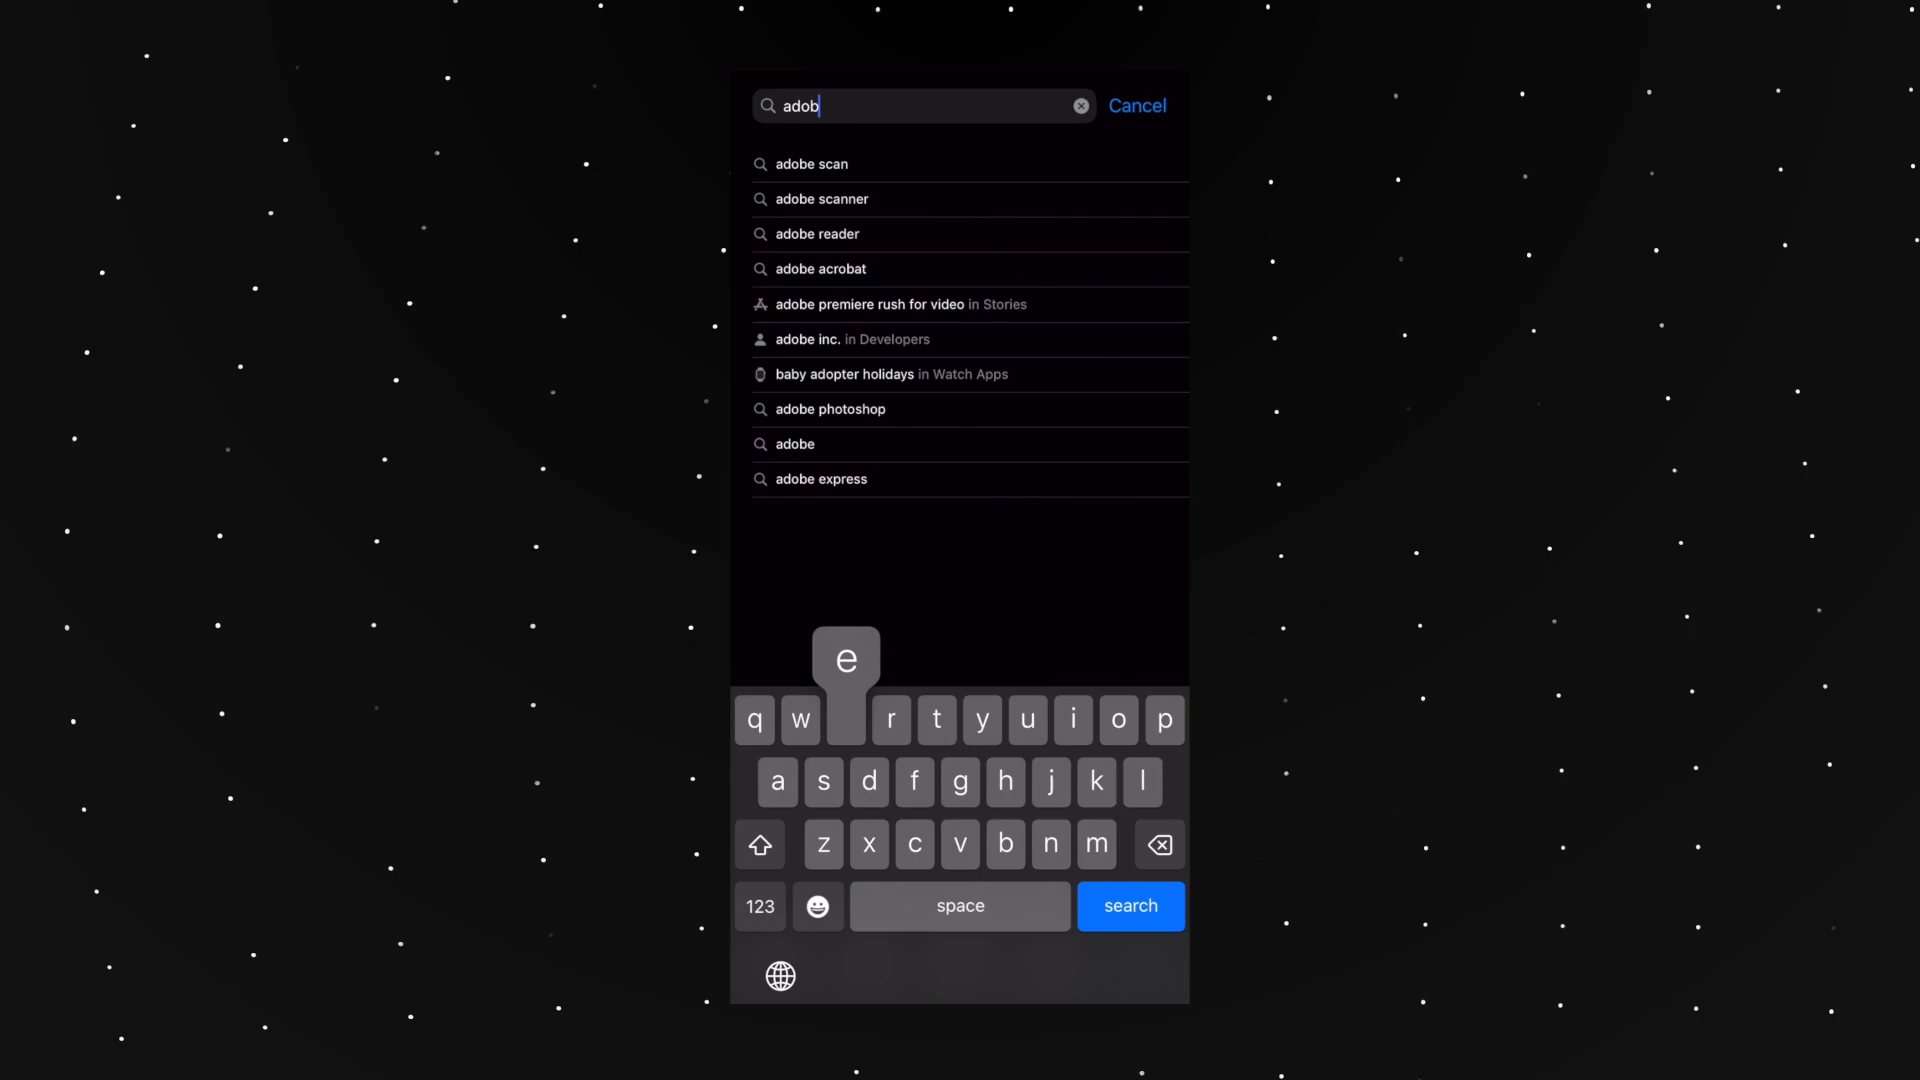 adob
Cancel
adobe scan
adobe scanner
adobe reader
adobe acrobat
adobe premiere rush for video in Stories
adobe inc. in Developers
baby adopter holidays in Watch Apps
adobe photoshop
adobe
adobe express
e
q w r t y u i o p
a s d f g h j k l
z x c v b n m
123 space search